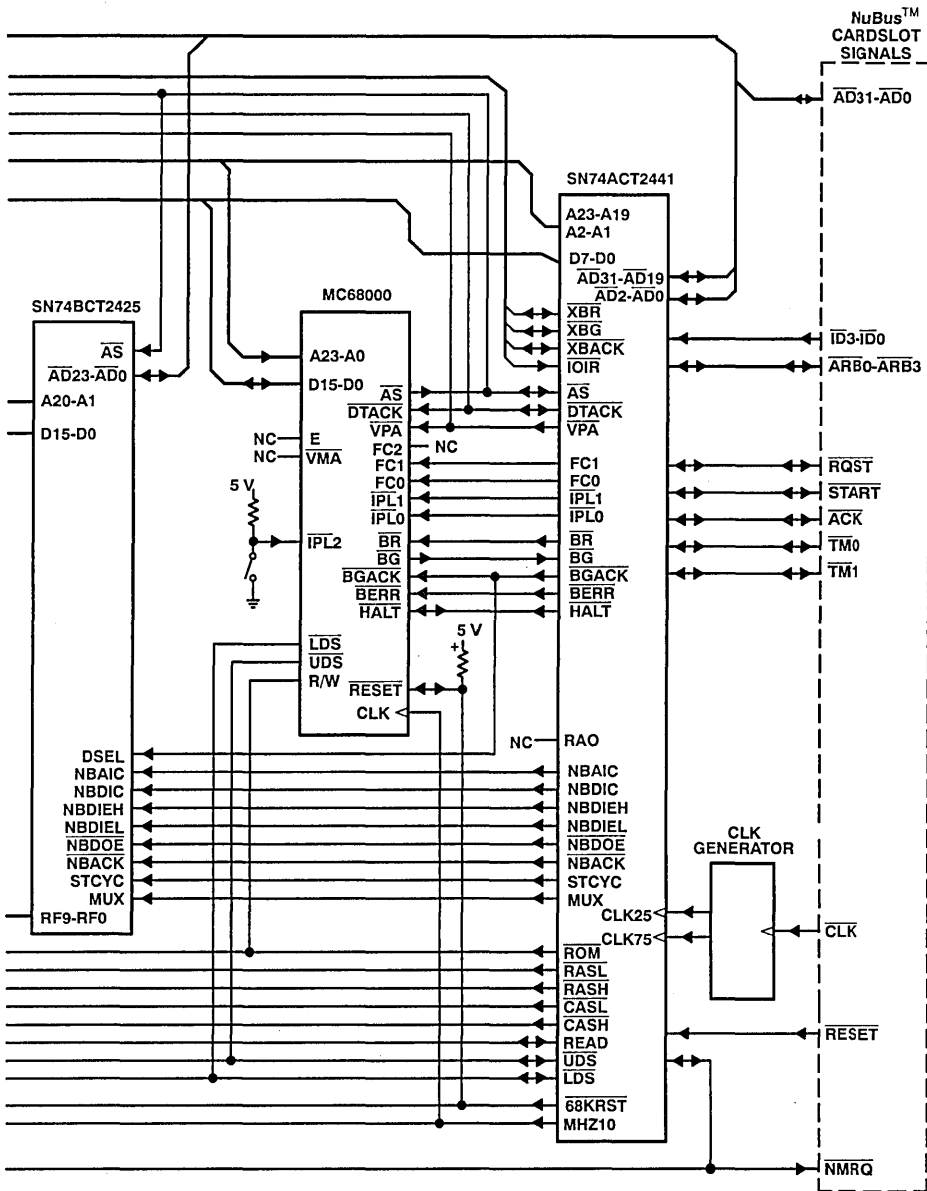 NuBus™
CARDSLOT
SIGNALS
AD31-AD0
SN74ACT2441
A23-A19
A2-A1
D7-D0
AD31-AD19
AD2-AD0
XBR
XBG
XBACK
IOIR
AS
DTACK
VPA
FC1
FC0
IPL1
IPL0
BR
BG
BGACK
BERR
HALT
NC
RAO
NBAIC
NBDIC
NBDIEH
NBDIEL
NBDOE
NBACK
STCYC
MUX
CLK25
CLK75
ROM
RASL
RASH
CASL
CASH
READ
UDS
LDS
68KRST
MHZ10
SN74BCT2425
AS
AD23-AD0
A20-A1
D15-D0
DSEL
NBAIC
NBDIC
NBDIEH
NBDIEL
NBDOE
NBACK
STCYC
MUX
RF9-RF0
MC68000
A23-A0
D15-D0
AS
DTACK
VPA
FC2
NC
FC1
FC0
IPL1
IPL0
BR
BG
BGACK
BERR
HALT
NC
E
NC
VMA
5 V
IPL2
LDS
UDS
R/W
RESET
CLK
5 V
+
ID3-ID0
ARB0-ARB3
RQST
START
ACK
TM0
TM1
CLK
GENERATOR
CLK
RESET
NMRQ